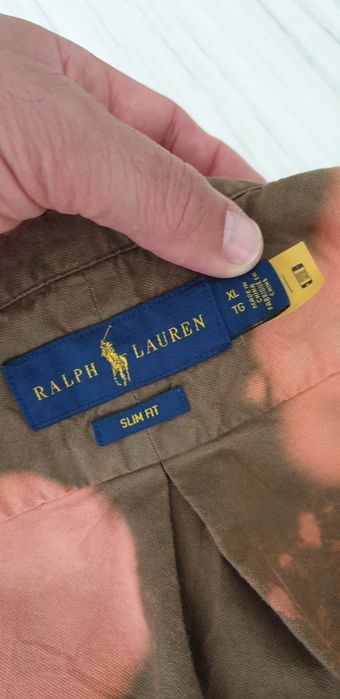 RALPH LAUREN
SLIM FIT
XL
TG
MADE IN
CHINA
FABRIQUÉ EN
CHINE